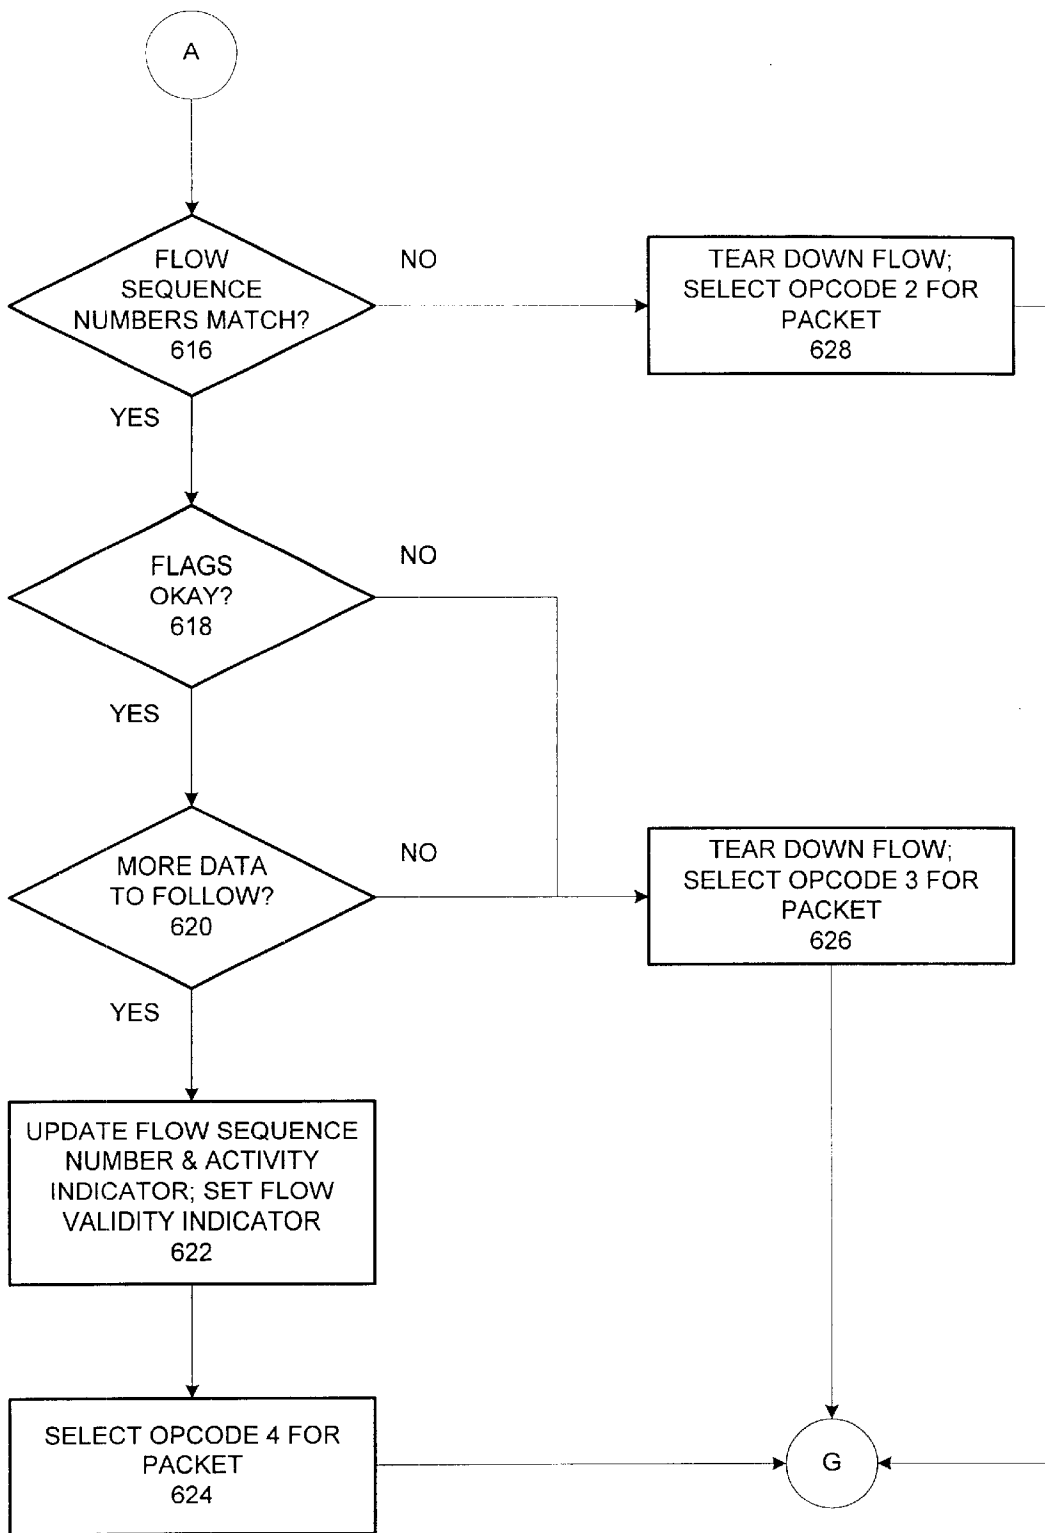 A
FLOW
SEQUENCE
NUMBERS MATCH?
616
NO
TEAR DOWN FLOW;
SELECT OPCODE 2 FOR
PACKET
628
YES
FLAGS
OKAY?
618
NO
YES
MORE DATA
TO FOLLOW?
620
NO
TEAR DOWN FLOW;
SELECT OPCODE 3 FOR
PACKET
626
YES
UPDATE FLOW SEQUENCE
NUMBER & ACTIVITY
INDICATOR; SET FLOW
VALIDITY INDICATOR
622
SELECT OPCODE 4 FOR
PACKET
624
G